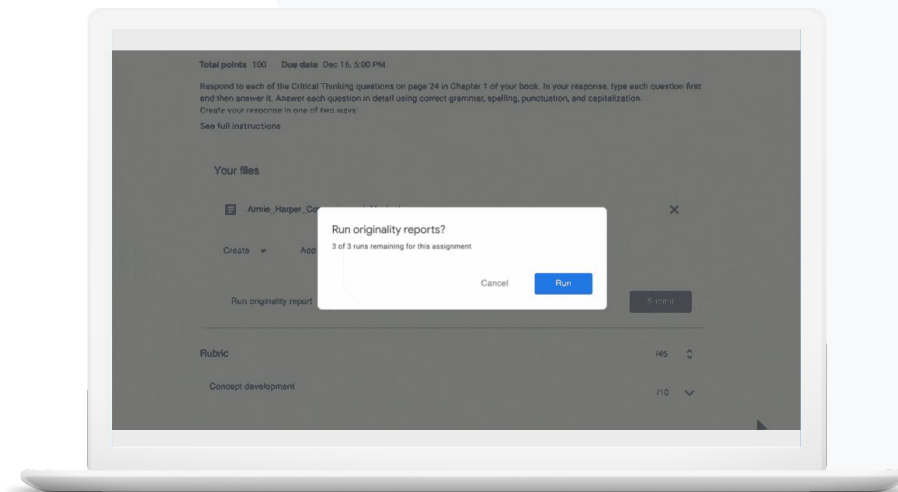 Total points 100 Due date Dec 16, 5:00 PM
Respond to each of the Critical Thinking questions on page 24 in Chapter 1 of your book. In your response, type each question first
and then answer it. Answer each question in detail using correct grammar, spelling, punctuation, and capitalization.
Create your response in one of two ways
See full instructions
Your files
Annie_Harper_
Run originality reports?
3 of 3 runs remaining for this assignment
Create Add
Cancel Run
Run originality report Submit
Rubric /45
Concept development /10